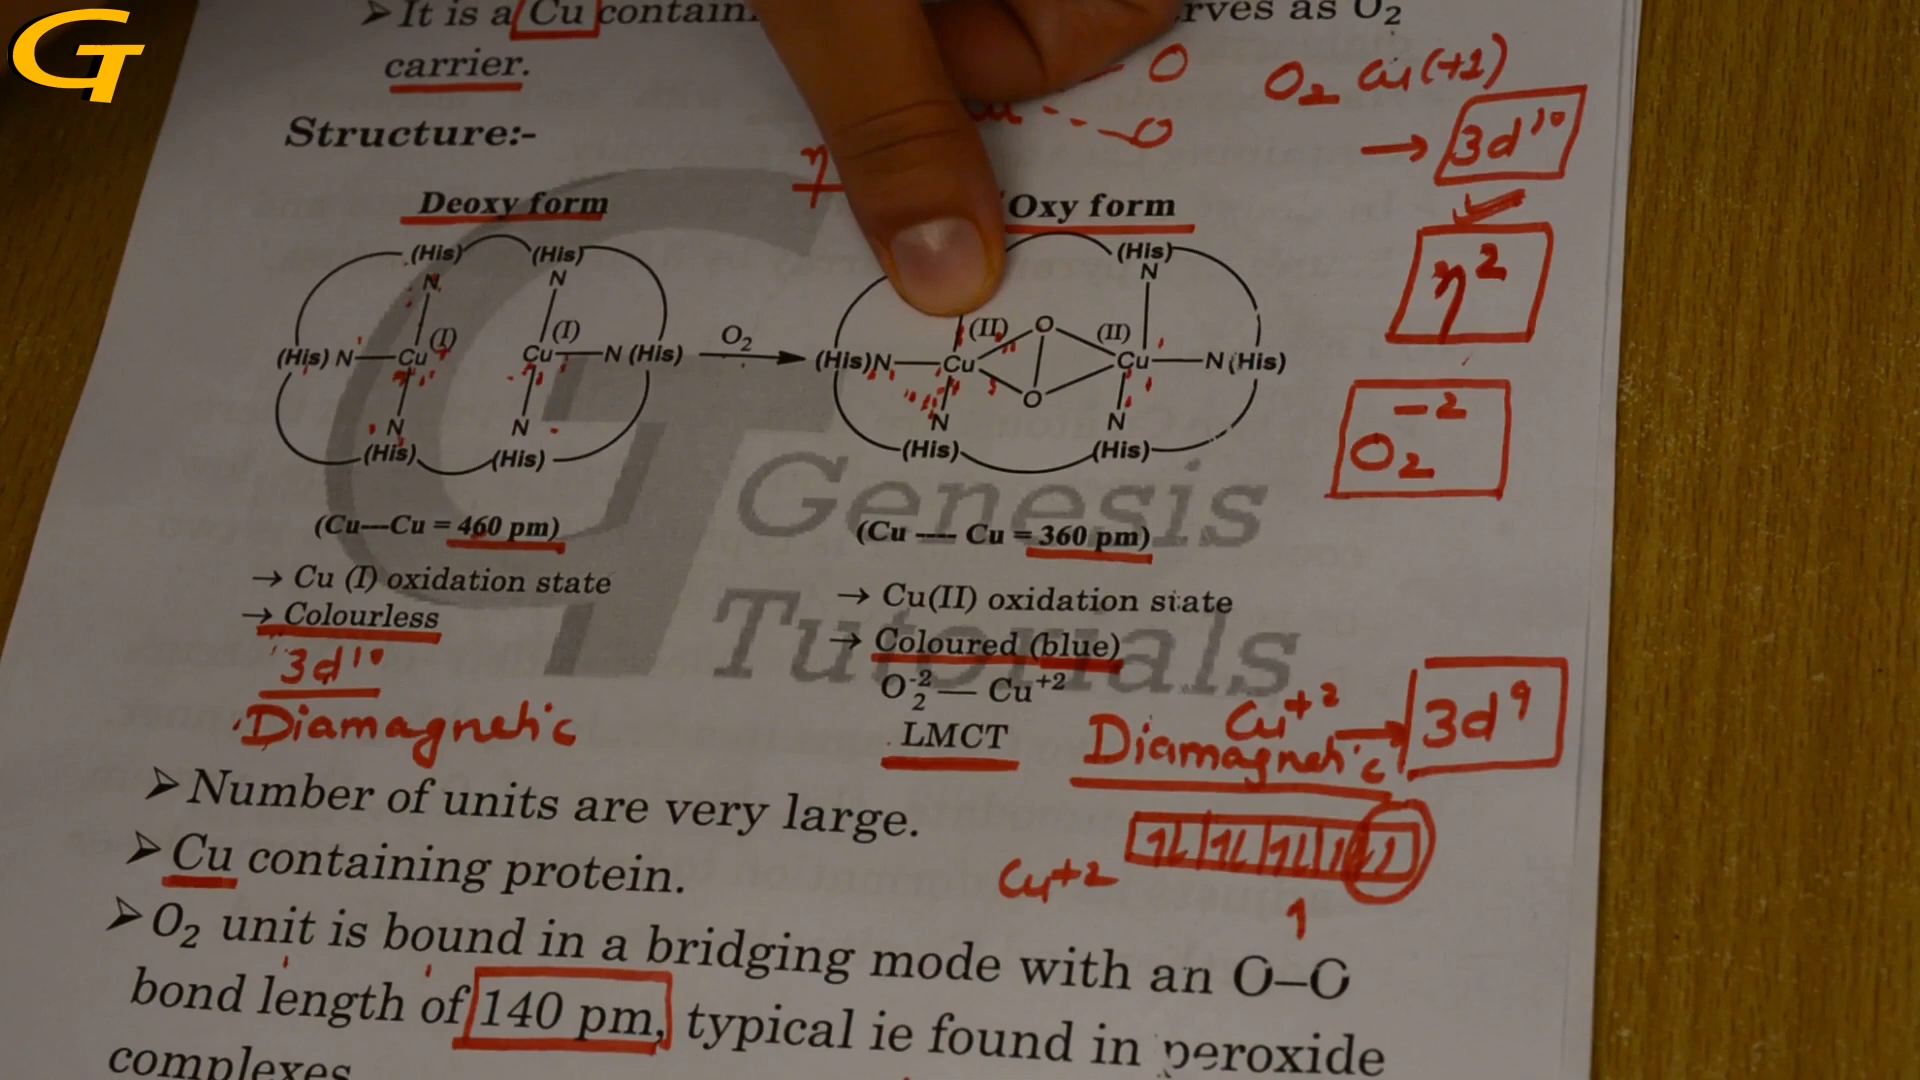 GT
➤ It is a Cu as O₂
carrier.
O
O₂ Cu(+1)
O
→ 3d¹⁰
Structure:-
η
η²
Deoxy form
Oxy form
(His) (His) (His)
N N N
(I) (I) (II) O (II)
(His) N—Cu Cu—N (His) O₂ (His)N—Cu Cu—N (His)
O
N N N N
(His) (His) (His) (His)
O₂⁻²
Genesis
Tutorials
(Cu---Cu = 460 pm)
(Cu ---- Cu = 360 pm)
→ Cu (I) oxidation state
→ Cu(II) oxidation state
→ Colourless
→ Coloured (blue)
3d¹⁰
O₂⁻²— Cu⁺²
Diamagnetic
LMCT
Cu⁺² → 3d⁹
Diamagnetic
➤ Number of units are very large.
Cu⁺²
1
➤ Cu containing protein.
➤ O₂ unit is bound in a bridging mode with an O–O
bond length of 140 pm, typical ie found in peroxide
complexes